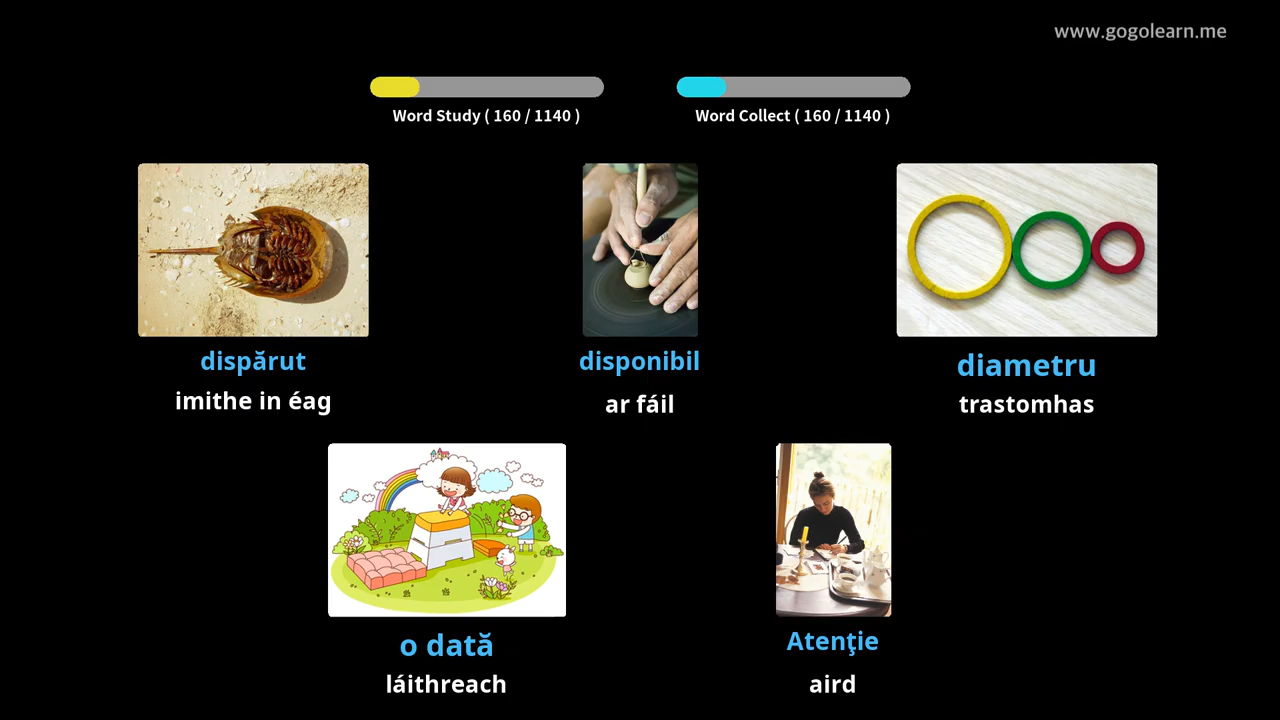 www.gogolearn.me
Word Study ( 160 / 1140 )
Word Collect ( 160 / 1140 )
dispărut
imithe in éag
disponibil
ar fáil
diametru
trastomhas
o dată
láithreach
Atenţie
aird